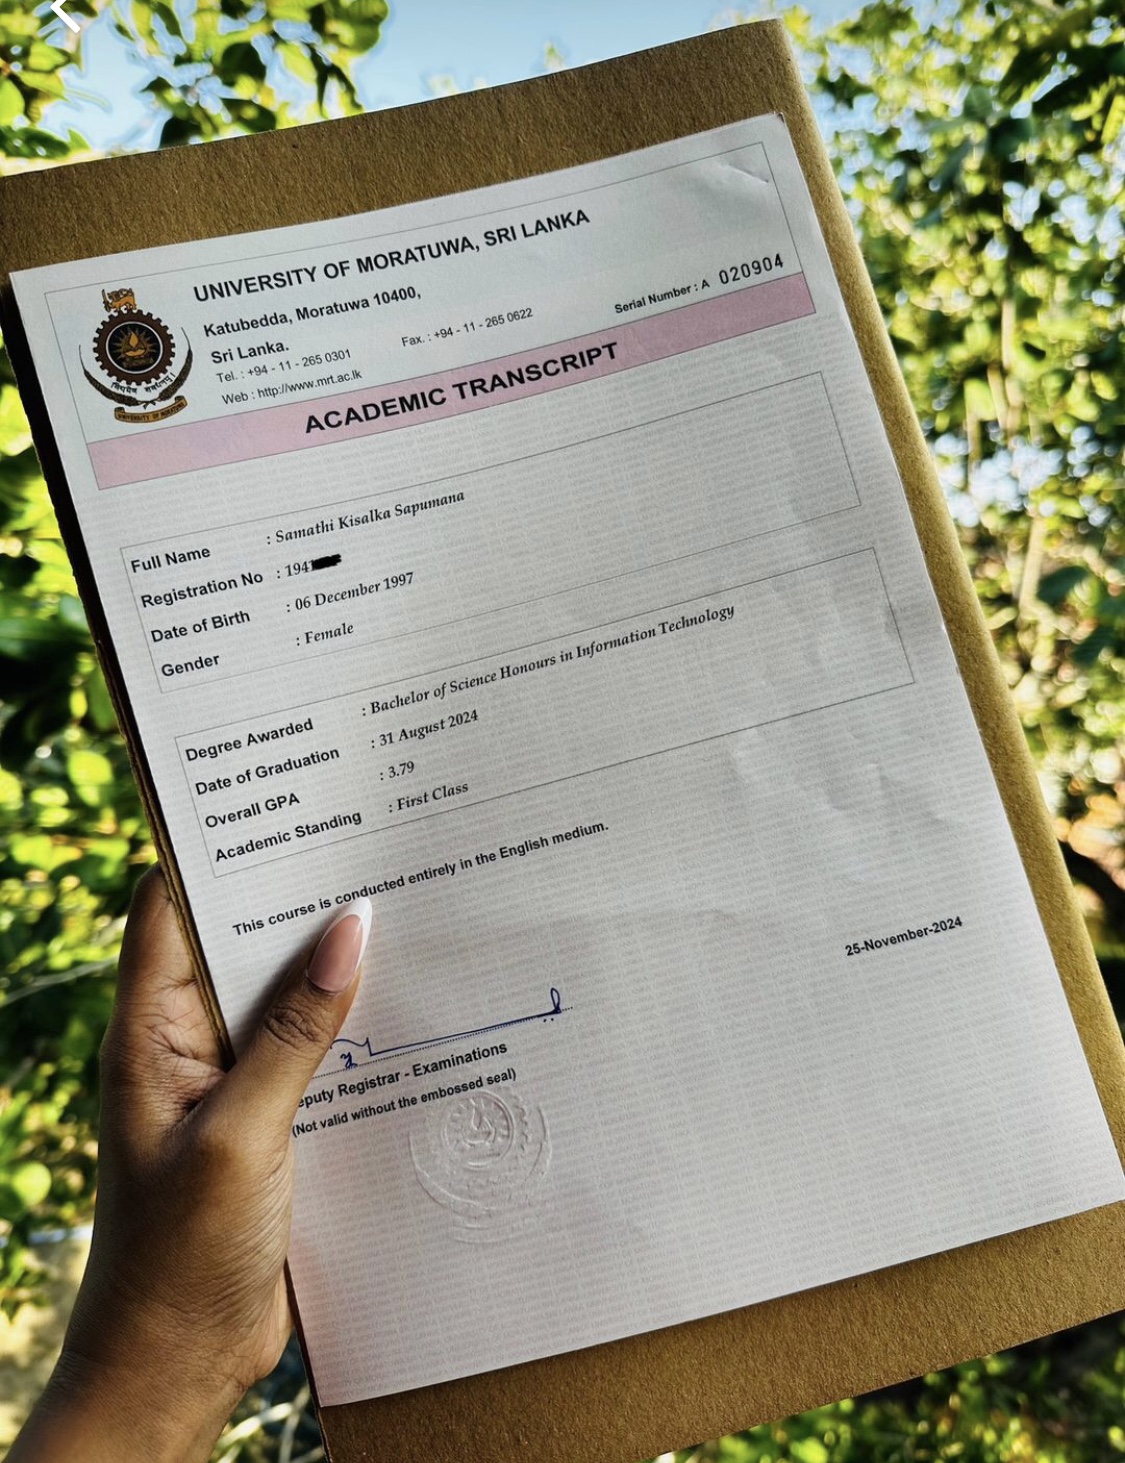 UNIVERSITY OF MORATUWA, SRI LANKA
Katubedda, Moratuwa 10400,
Sri Lanka.
Tel. : +94 - 11 - 265 0301 Fax. : +94 - 11 - 265 0622
Web : http://www.mrt.ac.lk
Serial Number : A 020904
ACADEMIC TRANSCRIPT
Full Name : Samathi Kisalka Sapumana
Registration No : 194
Date of Birth : 06 December 1997
Gender : Female
Degree Awarded : Bachelor of Science Honours in Information Technology
Date of Graduation : 31 August 2024
Overall GPA : 3.79
Academic Standing : First Class
This course is conducted entirely in the English medium.
25-November-2024
eputy Registrar - Examinations
(Not valid without the embossed seal)